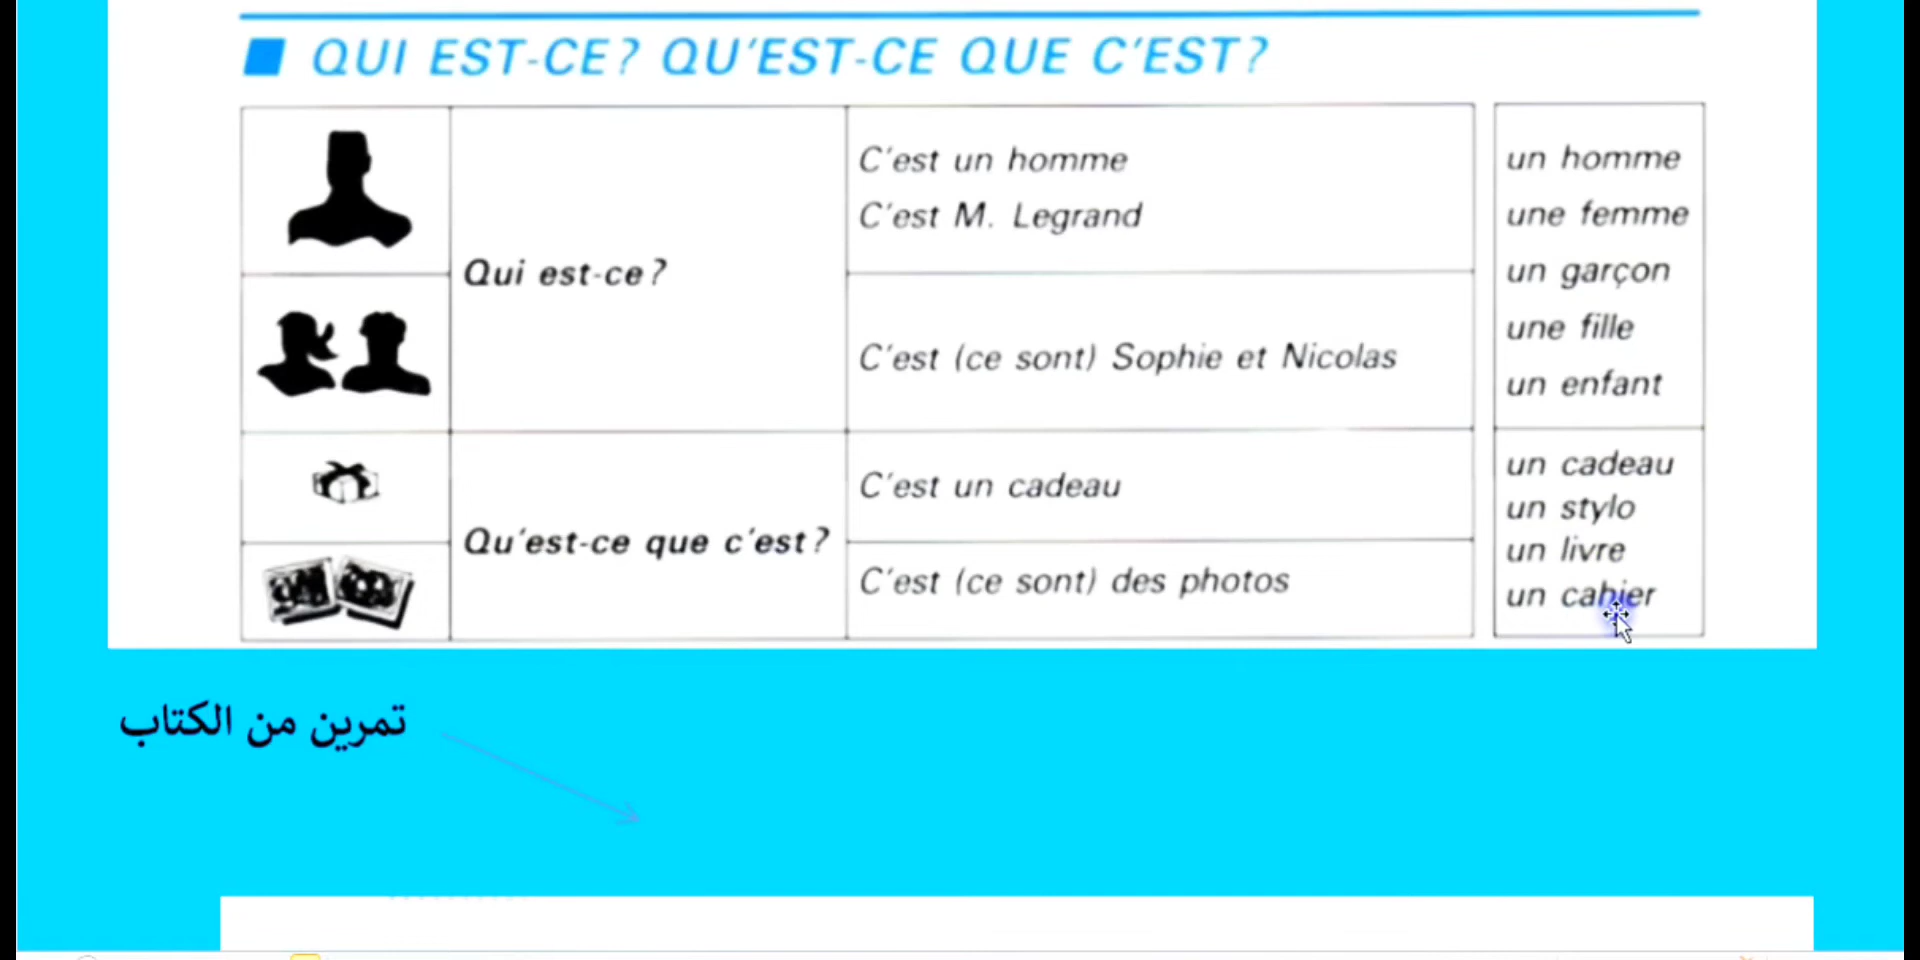 QUI EST-CE? QU'EST-CE QUE C'EST?
Qui est-ce?
C'est un homme
C'est M. Legrand
C'est (ce sont) Sophie et Nicolas
Qu'est-ce que c'est?
C'est un cadeau
C'est (ce sont) des photos
un homme
une femme
un garçon
une fille
un enfant
un cadeau
un stylo
un livre
un cahier
تمرين من الكتاب